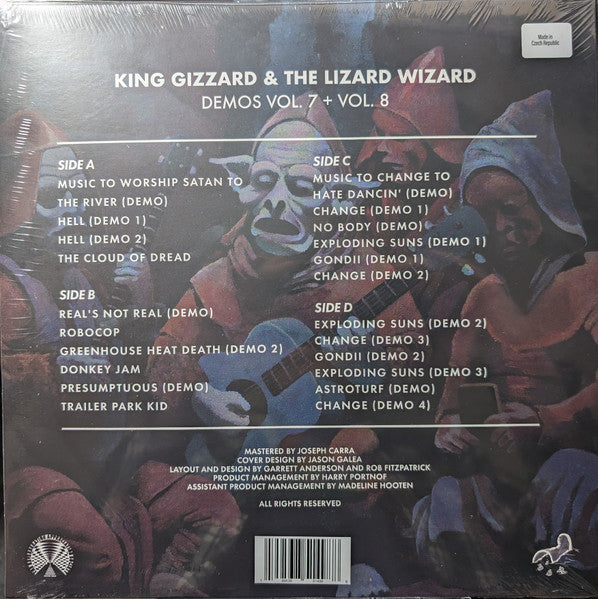 Made in
Czech Republic
KING GIZZARD & THE LIZARD WIZARD
DEMOS VOL. 7 + VOL. 8
SIDE A
MUSIC TO WORSHIP SATAN TO
THE RIVER (DEMO)
HELL (DEMO 1)
HELL (DEMO 2)
THE CLOUD OF DREAD
SIDE B
REAL'S NOT REAL (DEMO)
ROBOCOP
GREENHOUSE HEAT DEATH (DEMO 2)
DONKEY JAM
PRESUMPTUOUS (DEMO)
TRAILER PARK KID
SIDE C
MUSIC TO CHANGE TO
HATE DANCIN' (DEMO)
CHANGE (DEMO 1)
NO BODY (DEMO)
EXPLODING SUNS (DEMO 1)
GONDII (DEMO 1)
CHANGE (DEMO 2)
SIDE D
EXPLODING SUNS (DEMO 2)
CHANGE (DEMO 3)
GONDII (DEMO 2)
EXPLODING SUNS (DEMO 3)
ASTROTURF (DEMO)
CHANGE (DEMO 4)
MASTERED BY JOSEPH CARRA
COVER DESIGN BY JASON GALEA
LAYOUT AND DESIGN BY GARRETT ANDERSON AND ROB FITZPATRICK
PRODUCT MANAGEMENT BY HARRY PORTNOF
ASSISTANT PRODUCT MANAGEMENT BY MADELINE HOOTEN
ALL RIGHTS RESERVED